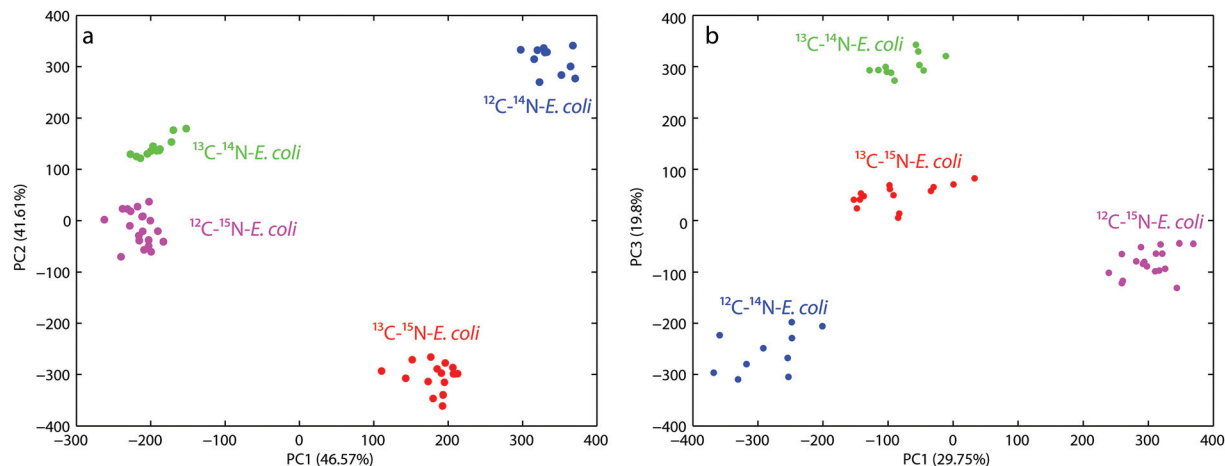 a
400
300
200
100
0
−100
−200
−300
−400
PC2 (41.61%)
¹²C-¹⁴N-E. coli
¹³C-¹⁴N-E. coli
¹²C-¹⁵N-E. coli
¹³C-¹⁵N-E. coli
−300 −200 −100 0 100 200 300 400
PC1 (46.57%)
b
400
300
200
100
0
−100
−200
−300
−400
PC3 (19.8%)
¹³C-¹⁴N-E. coli
¹³C-¹⁵N-E. coli
¹²C-¹⁵N-E. coli
¹²C-¹⁴N-E. coli
−400 −300 −200 −100 0 100 200 300 400
PC1 (29.75%)